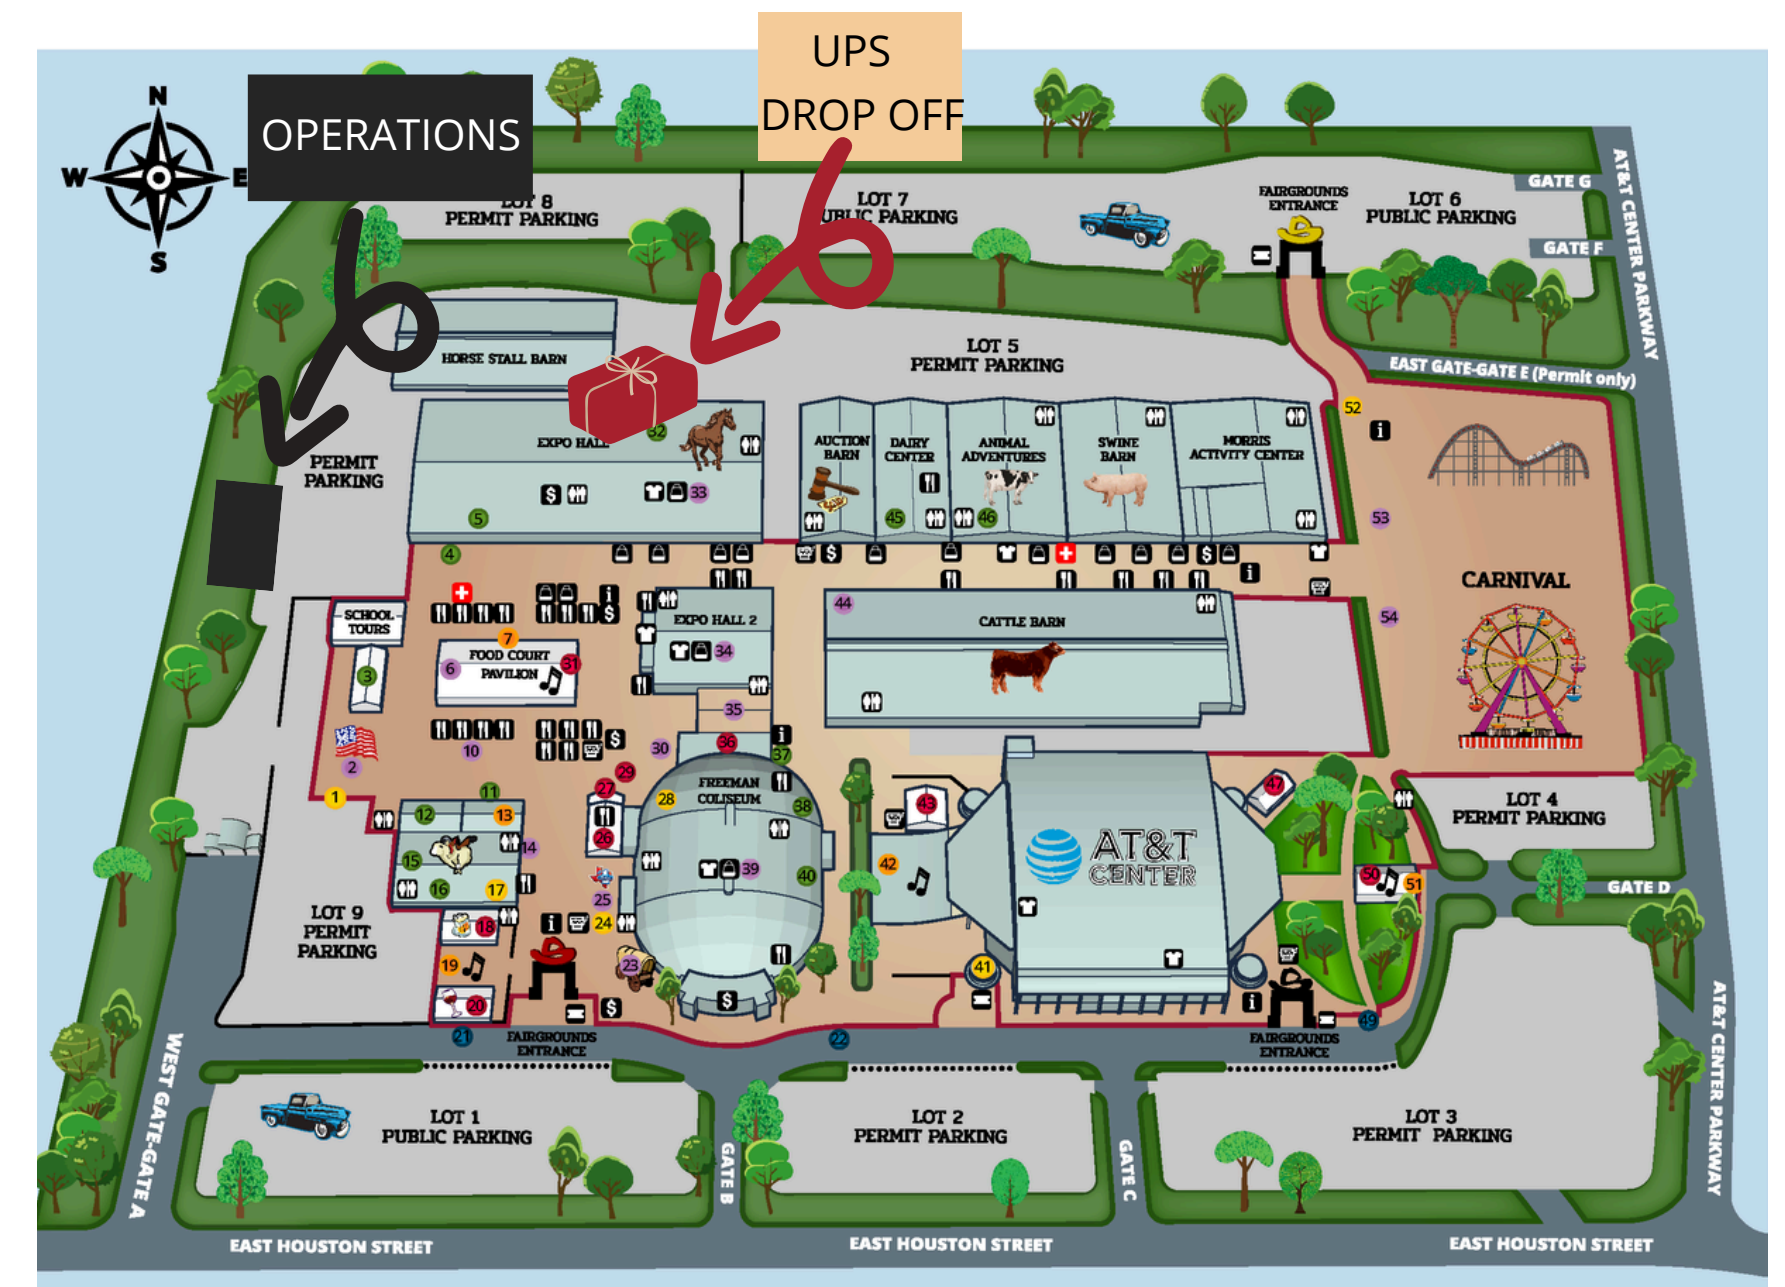 UPS
DROP OFF
N
W
E
S
OPERATIONS
LOT 8
PERMIT PARKING
LOT 7
PUBLIC PARKING
FAIRGROUNDS
ENTRANCE
LOT 6
PUBLIC PARKING
GATE G
GATE F
AT&T CENTER PARKWAY
LOT 5
PERMIT PARKING
EAST GATE-GATE E (Permit only)
HORSE STALL BARN
EXPO HALL
32
33
5
4
PERMIT
PARKING
AUCTION
BARN
DAIRY
CENTER
45
ANIMAL
ADVENTURES
46
SWINE
BARN
MORRIS
ACTIVITY CENTER
52
i
53
CARNIVAL
54
$
$
$
i
SCHOOL
TOURS
3
i
$
7
FOOD COURT
PAVILION
6
31
EXPO HALL 2
34
35
36
44
CATTLE BARN
2
1
10
$
30
i
37
29
27
26
28
FREEMAN
COLISEUM
38
39
40
11
12
13
14
15
16
17
18
19
20
21
i
25
24
23
$
$
FAIRGROUNDS
ENTRANCE
22
43
42
41
AT&T
CENTER
47
50
51
i
49
FAIRGROUNDS
ENTRANCE
LOT 4
PERMIT PARKING
GATE D
LOT 9
PERMIT
PARKING
WEST GATE-GATE A
LOT 1
PUBLIC PARKING
GATE B
LOT 2
PERMIT PARKING
GATE C
LOT 3
PERMIT PARKING
AT&T CENTER PARKWAY
EAST HOUSTON STREET
EAST HOUSTON STREET
EAST HOUSTON STREET